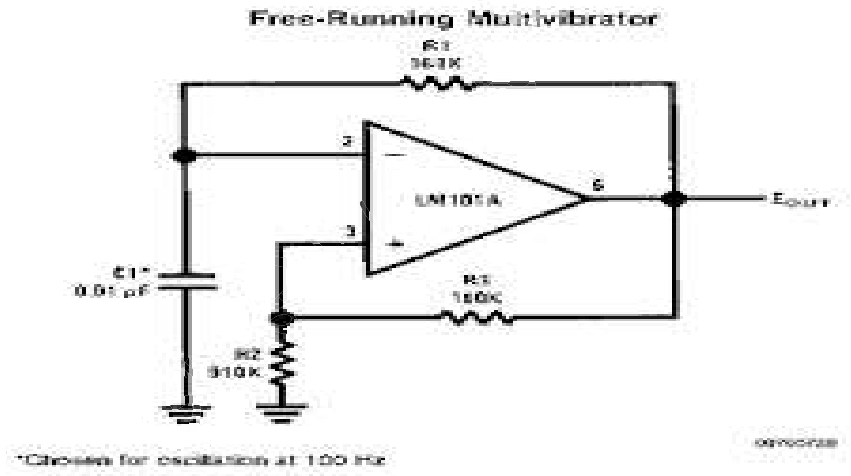 Free-Running Multivibrator
R1
2
−
LM101A
6
EOUT
3
+
C1*
0.01 µF
R3
R2
910K
*Chosen for oscillation at 100 Hz